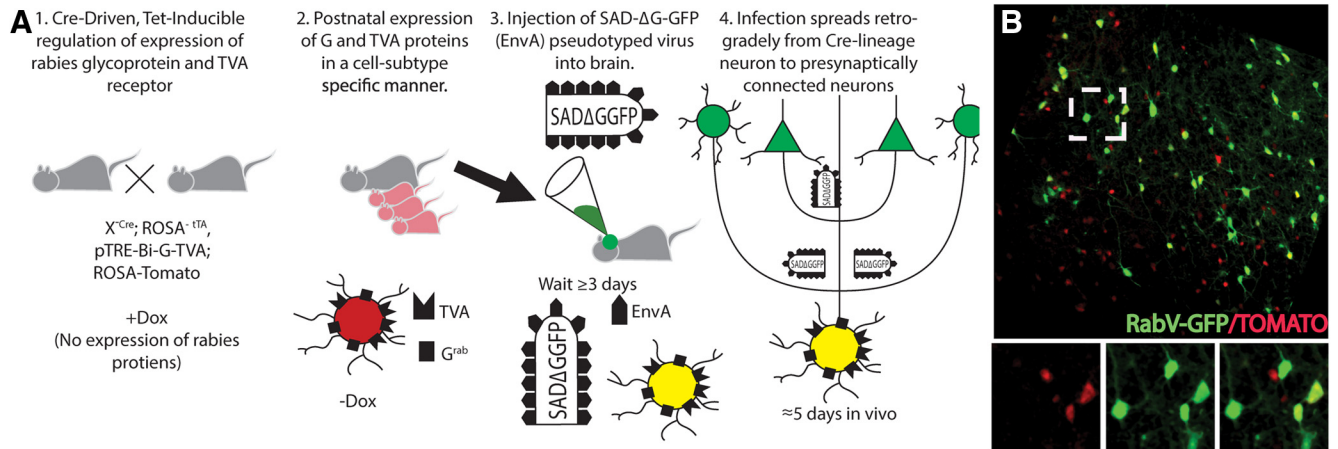 A
1. Cre-Driven, Tet-Inducible
regulation of expression of
rabies glycoprotein and TVA
receptor
X-Cre; ROSA- tTA,
pTRE-Bi-G-TVA;
ROSA-Tomato
+Dox
(No expression of rabies
protiens)
2. Postnatal expression
of G and TVA proteins
in a cell-subtype
specific manner.
TVA
Grab
-Dox
3. Injection of SAD-ΔG-GFP
(EnvA) pseudotyped virus
into brain.
SADΔGGFP
Wait ≥3 days
EnvA
SADΔGGFP
4. Infection spreads retro-
gradely from Cre-lineage
neuron to presynaptically
connected neurons
SADΔGGFP
SADΔGGFP
SADΔGGFP
≈5 days in vivo
B
RabV-GFP/TOMATO